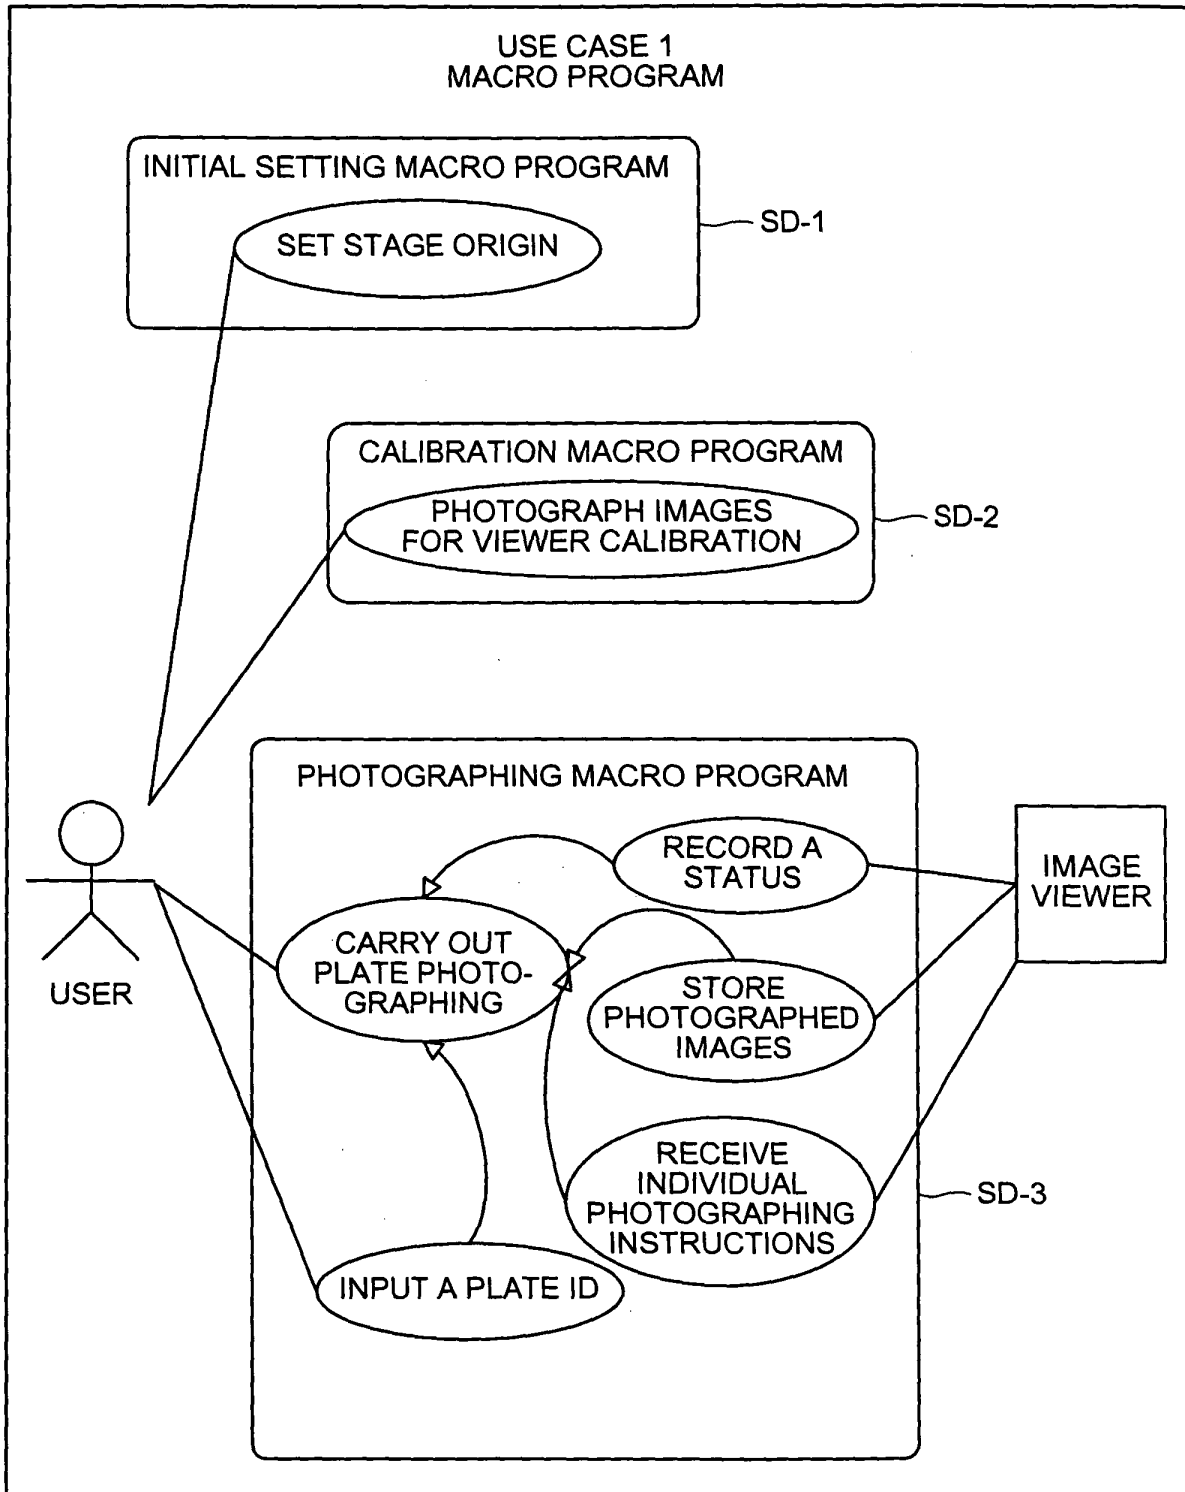 USE CASE 1
MACRO PROGRAM
INITIAL SETTING MACRO PROGRAM
SET STAGE ORIGIN
SD-1
CALIBRATION MACRO PROGRAM
PHOTOGRAPH IMAGES
FOR VIEWER CALIBRATION
SD-2
PHOTOGRAPHING MACRO PROGRAM
RECORD A
STATUS
IMAGE
VIEWER
CARRY OUT
PLATE PHOTO-
GRAPHING
USER
STORE
PHOTOGRAPHED
IMAGES
RECEIVE
INDIVIDUAL
PHOTOGRAPHING
INSTRUCTIONS
SD-3
INPUT A PLATE ID